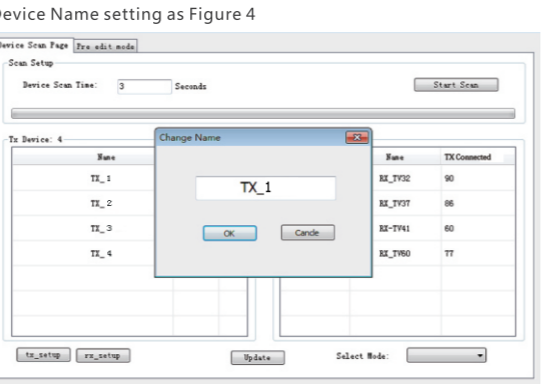 Device Name setting as Figure 4
Device Scan Page Pre edit mode
Scan Setup
Device Scan Time: 3 Seconds Start Scan
Tx Device: 4
Change Name
TX_1
OK Cancle
Name
TX_1
TX_2
TX_3
TX_4
Name TX Connected
RX_TV32 90
RX_TV37 86
RX-TV41 60
RX_TV60 77
tx_setup rx_setup Update Select Mode: